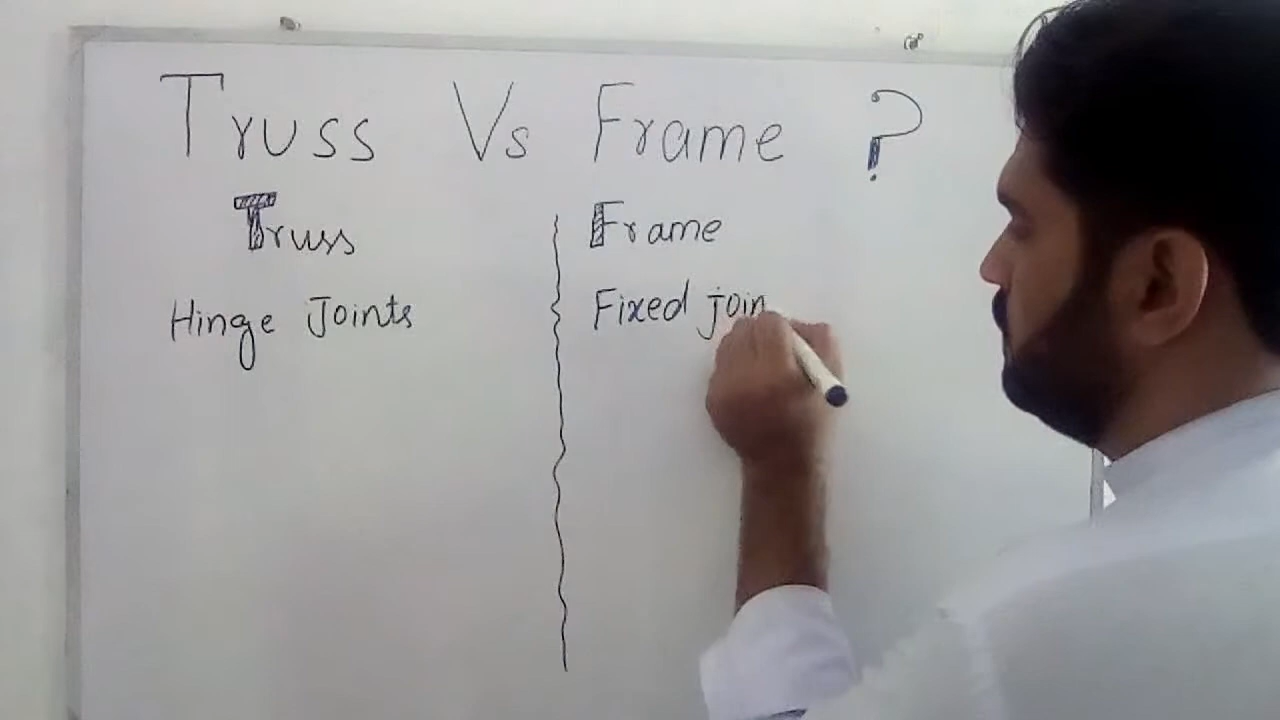 Truss Vs Frame ?
Truss
Frame
Hinge Joints
Fixed join